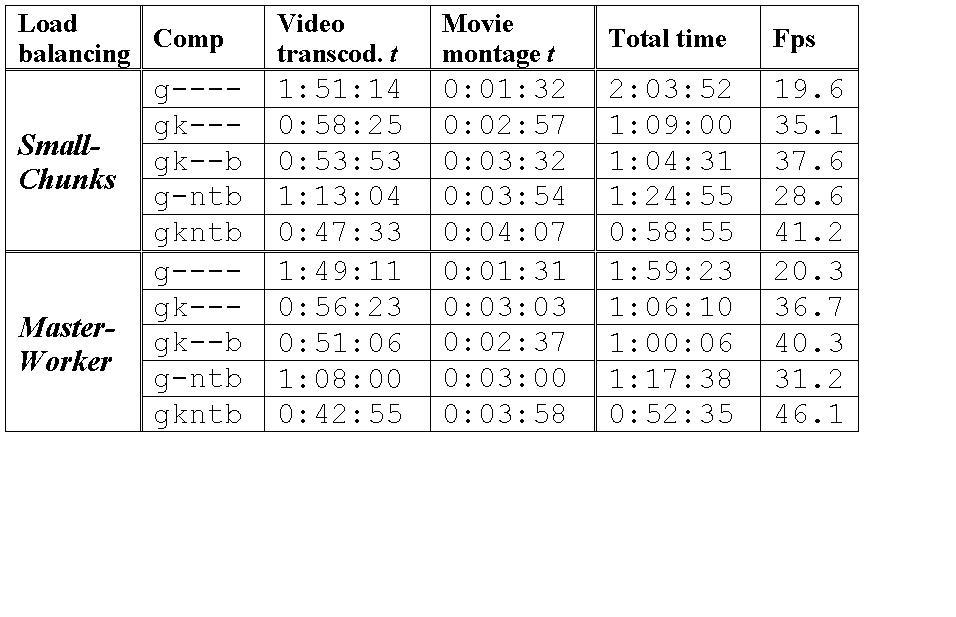 Load balancing Comp Video transcod. t Movie montage t Total time Fps
Small-Chunks
g---- 1:51:14 0:01:32 2:03:52 19.6
gk--- 0:58:25 0:02:57 1:09:00 35.1
gk--b 0:53:53 0:03:32 1:04:31 37.6
g-ntb 1:13:04 0:03:54 1:24:55 28.6
gkntb 0:47:33 0:04:07 0:58:55 41.2
Master-Worker
g---- 1:49:11 0:01:31 1:59:23 20.3
gk--- 0:56:23 0:03:03 1:06:10 36.7
gk--b 0:51:06 0:02:37 1:00:06 40.3
g-ntb 1:08:00 0:03:00 1:17:38 31.2
gkntb 0:42:55 0:03:58 0:52:35 46.1